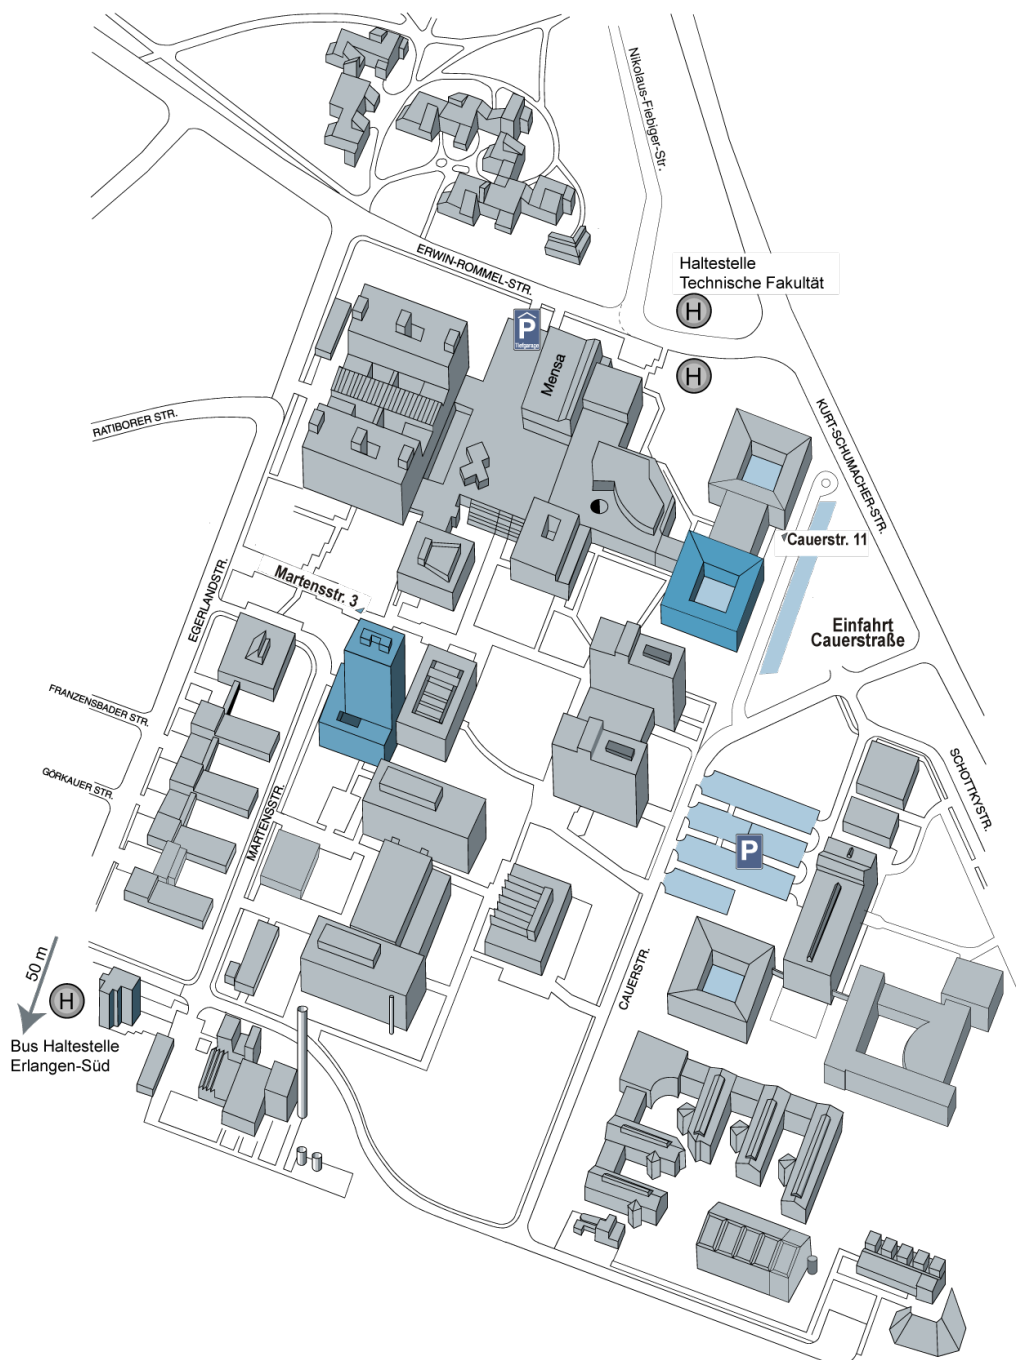 Nikolaus-Fiebiger-Str.
ERWIN-ROMMEL-STR.
Haltestelle
Technische Fakultät
H
P
Tiefgarage
Mensa
H
KURT-SCHUMACHER-STR.
RATIBORER STR.
Cauerstr. 11
Martensstr. 3
EGERLANDSTR.
Einfahrt
Cauerstraße
FRANZENSBADER STR.
GÖRKAUER STR.
MARTENSSTR.
SCHOTTKYSTR.
P
CAUERSTR.
50 m
H
Bus Haltestelle
Erlangen-Süd